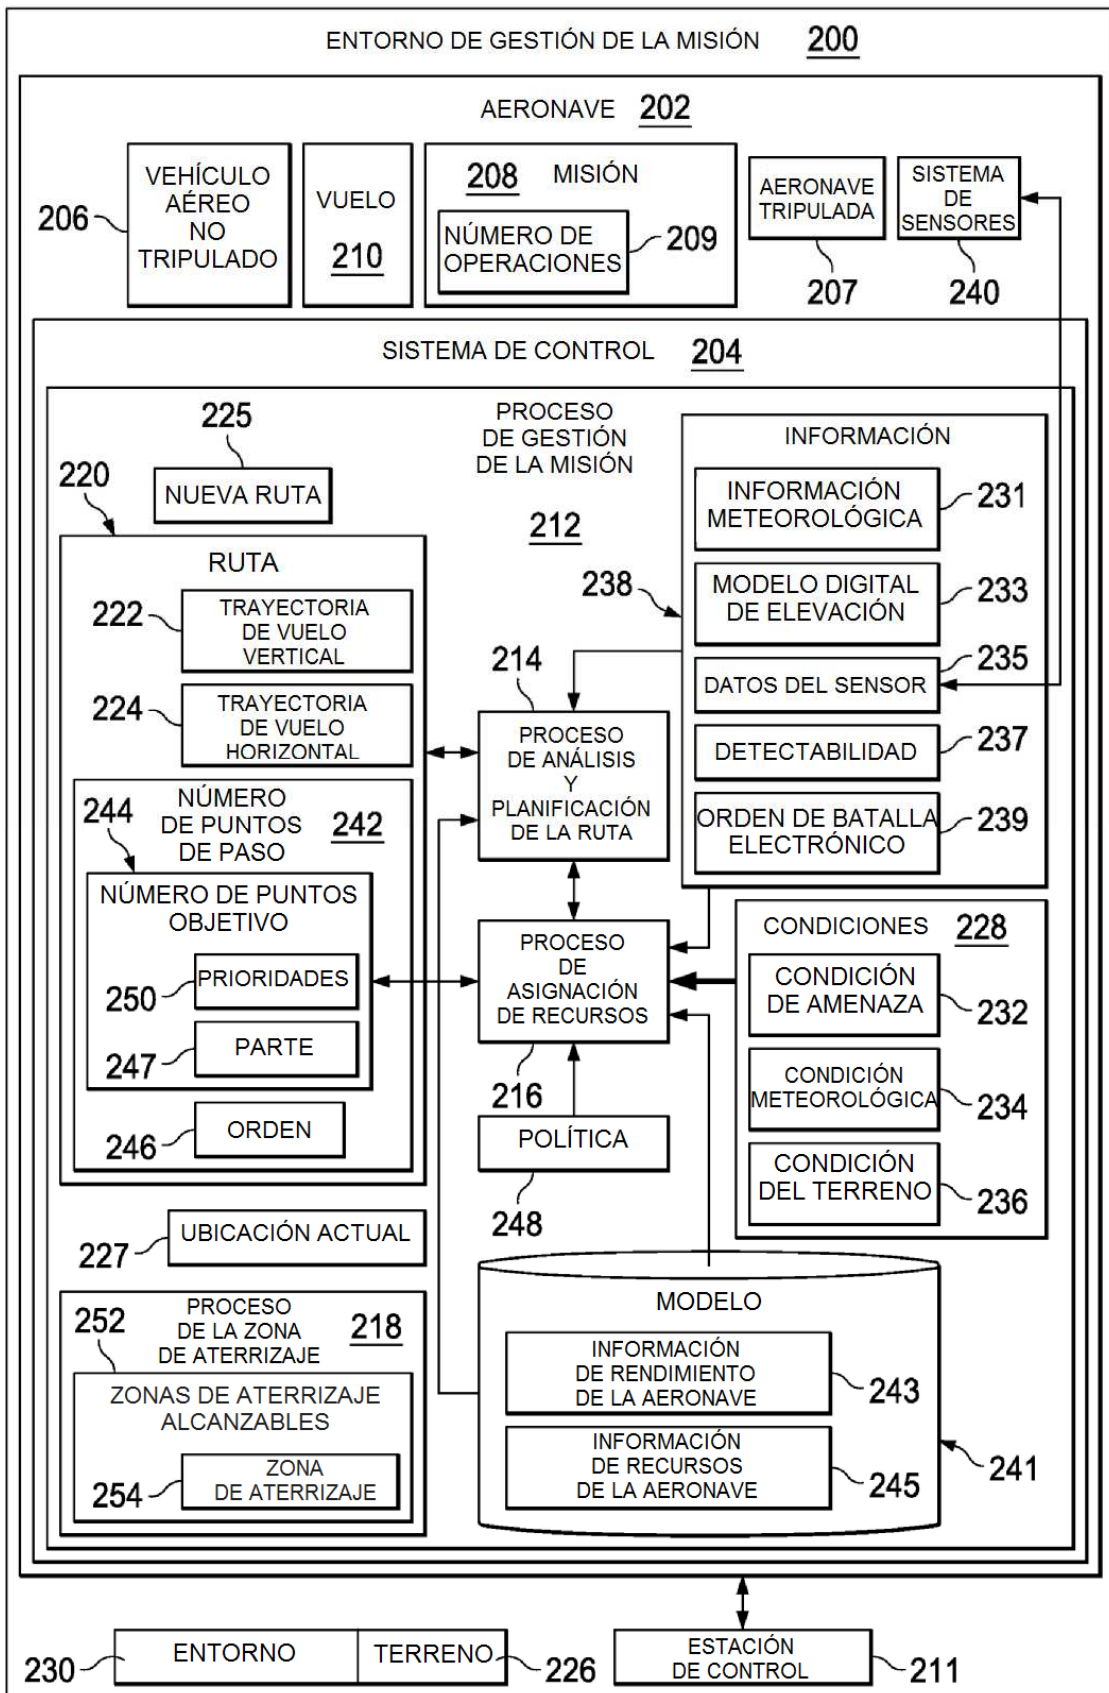 ENTORNO DE GESTIÓN DE LA MISIÓN 200
AERONAVE 202
206
VEHÍCULO
AÉREO
NO
TRIPULADO
VUELO
210
208 MISIÓN
NÚMERO DE
OPERACIONES
209
AERONAVE
TRIPULADA
207
SISTEMA
DE
SENSORES
240
SISTEMA DE CONTROL 204
PROCESO
DE GESTIÓN
DE LA MISIÓN
212
225
NUEVA RUTA
220
RUTA
222
TRAYECTORIA
DE VUELO
VERTICAL
224
TRAYECTORIA
DE VUELO
HORIZONTAL
NÚMERO
DE PUNTOS
DE PASO
242
244
NÚMERO DE PUNTOS
OBJETIVO
250
PRIORIDADES
247
PARTE
246
ORDEN
214
PROCESO
DE ANÁLISIS
Y
PLANIFICACIÓN
DE LA RUTA
PROCESO
DE
ASIGNACIÓN
DE RECURSOS
216
POLÍTICA
248
238
INFORMACIÓN
INFORMACIÓN
METEOROLÓGICA
231
MODELO DIGITAL
DE ELEVACIÓN
233
DATOS DEL SENSOR
235
DETECTABILIDAD
237
ORDEN DE BATALLA
ELECTRÓNICO
239
CONDICIONES 228
CONDICIÓN
DE AMENAZA
232
CONDICIÓN
METEOROLÓGICA
234
CONDICIÓN
DEL TERRENO
236
227
UBICACIÓN ACTUAL
252
PROCESO
DE LA ZONA
DE ATERRIZAJE
218
ZONAS DE ATERRIZAJE
ALCANZABLES
254
ZONA
DE ATERRIZAJE
MODELO
INFORMACIÓN
DE RENDIMIENTO
DE LA AERONAVE
243
INFORMACIÓN
DE RECURSOS
DE LA AERONAVE
245
241
230
ENTORNO
TERRENO
226
ESTACIÓN
DE CONTROL
211